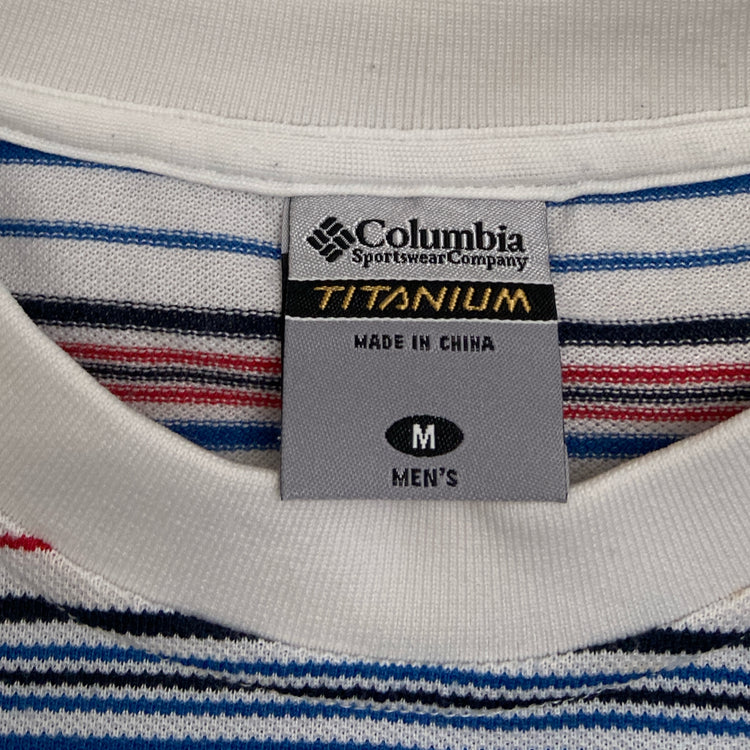 Columbia
Sportswear Company
TITANIUM
MADE IN CHINA
M
MEN'S